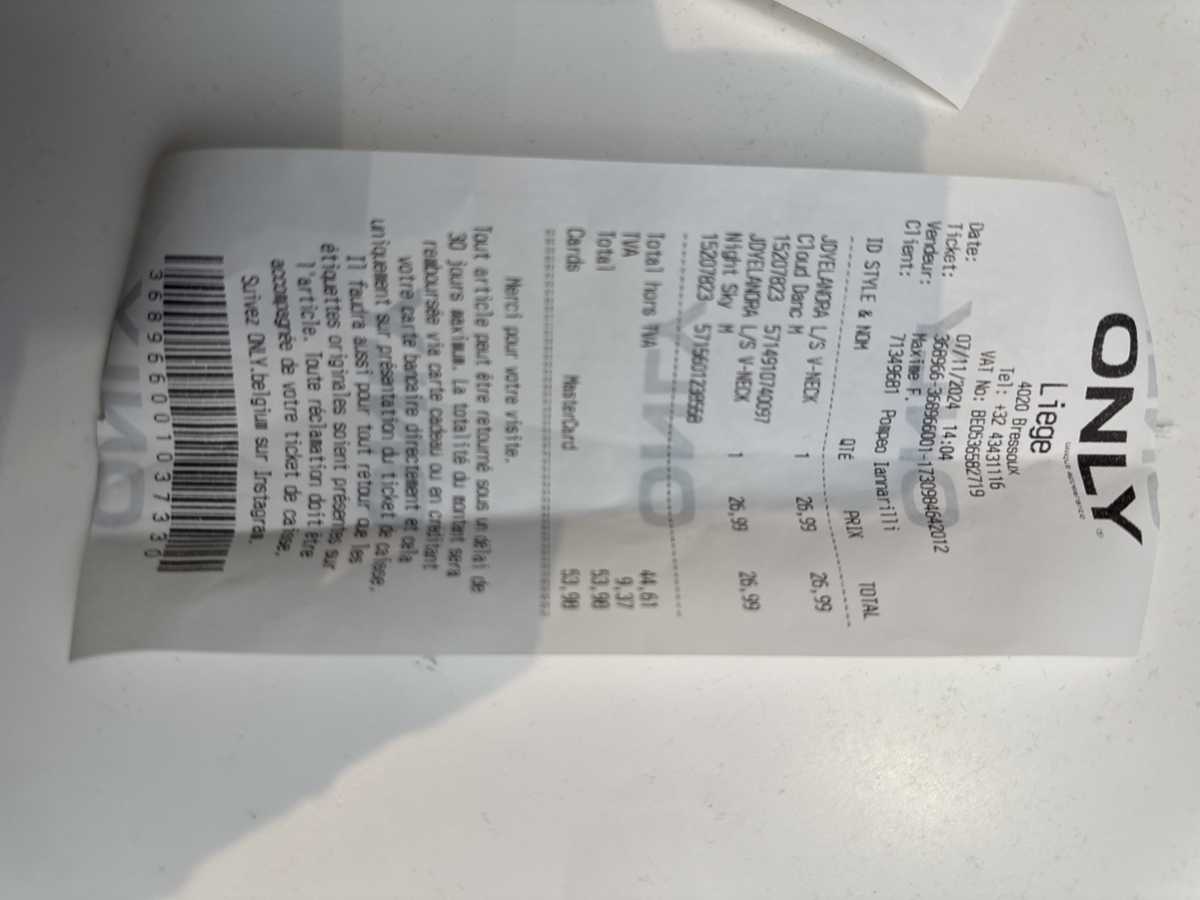 ONLY
Liege
4020 Bressoux
Tel: +32 43431116
VAT No: BE0536582719
Date: 07/11/2024 14:04
Ticket: 368966-368966001-1730984642012
Vendeur: Maxime F.
Client: 71349681 Pompeo Iannarilli
ID STYLE & NOM QTÉ PRIX TOTAL
JDYELANORA L/S V-NECK
Cloud Danc M 1 26,99 26,99
15207823 5714910740097
JDYELANORA L/S V-NECK
Night Sky M 1 26,99 26,99
15207823 5715601239568
Total hors TVA 44,61
TVA 9,37
Total 53,98
Cards MasterCard 53,98
Merci pour votre visite.
Tout article peut être retourné sous un délai de
30 jours maximum. La totalité du montant sera
remboursée via carte cadeau ou en creditant
votre carte bancaire directement et cela
uniquement sur présentation du ticket de caisse.
Il faudra aussi pour tout retour que les
étiquettes originales soient présentes sur
l'article. Toute réclamation doit être
accompagnée de votre ticket de caisse.
Suivez ONLY.belgium sur Instagram.
368966001037330